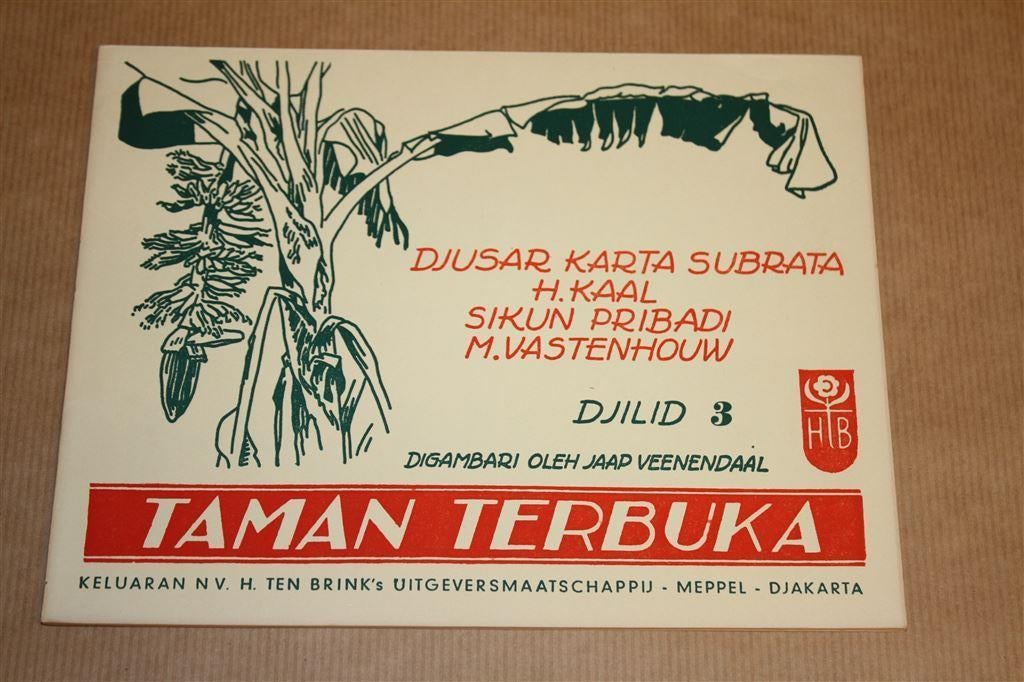 DJUSAR KARTA SUBRATA
H. KAAL
SIKUN PRIBADI
M. VASTENHOUW
DJILID 3
HTB
DIGAMBARI OLEH JAAP VEENENDAAL
TAMAN TERBUKA
KELUARAN N.V. H. TEN BRINK's UITGEVERSMAATSCHAPPIJ - MEPPEL - DJAKARTA